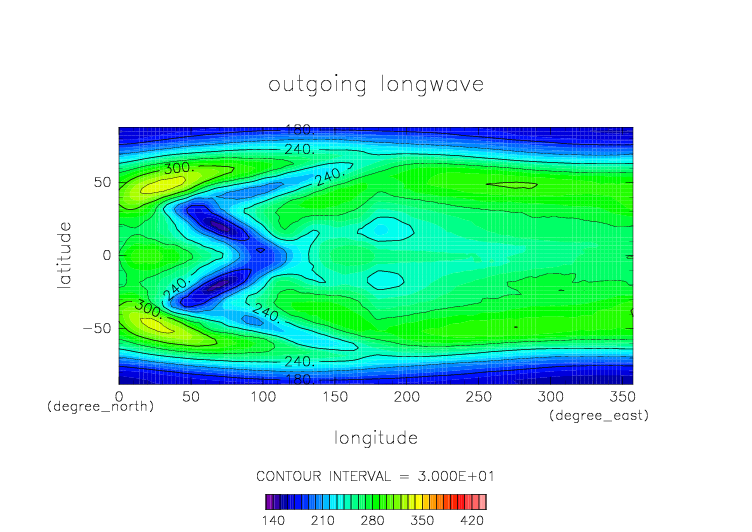 outgoing longwave
180.
240.
300.
240.
50
latitude
0
240.
300.
240.
-50
240.
180.
0 50 100 150 200 250 300 350
(degree_north)
(degree_east)
longitude
CONTOUR INTERVAL = 3.000E+01
140 210 280 350 420